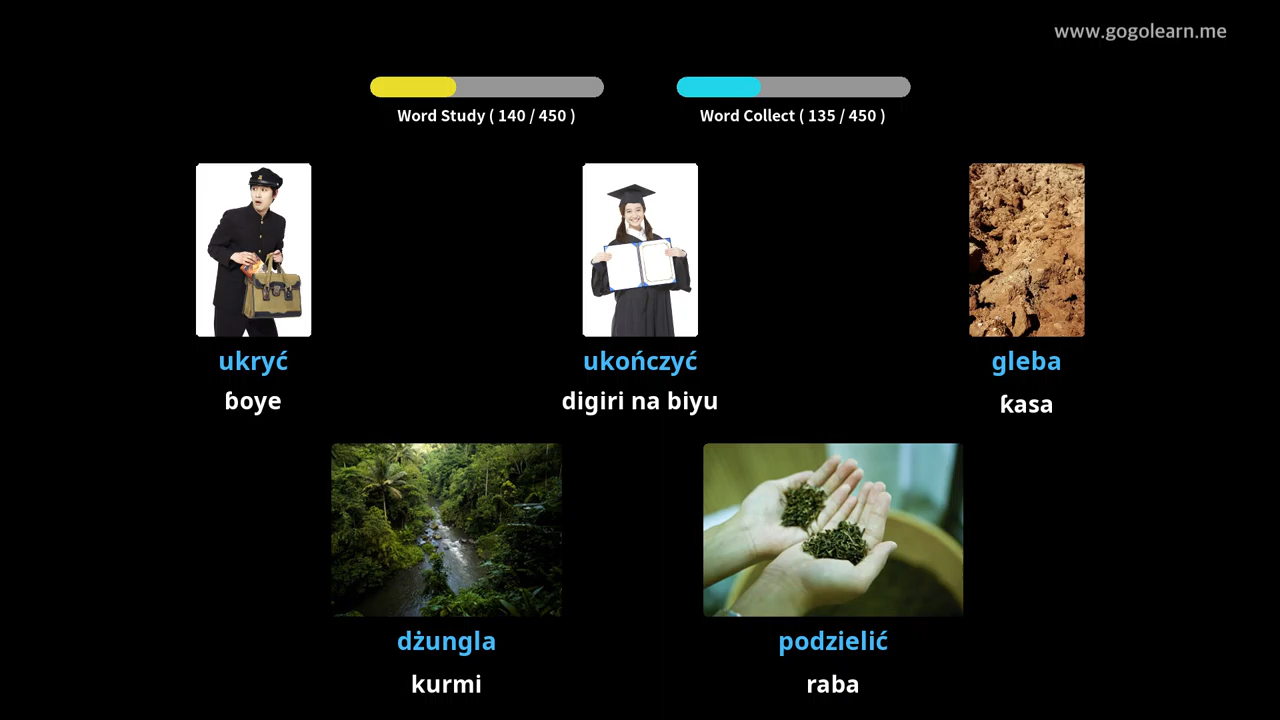 www.gogolearn.me
Word Study ( 140 / 450 )
Word Collect ( 135 / 450 )
ukryć
ukończyć
gleba
ɓoye
digiri na biyu
ƙasa
dżungla
podzielić
kurmi
raba